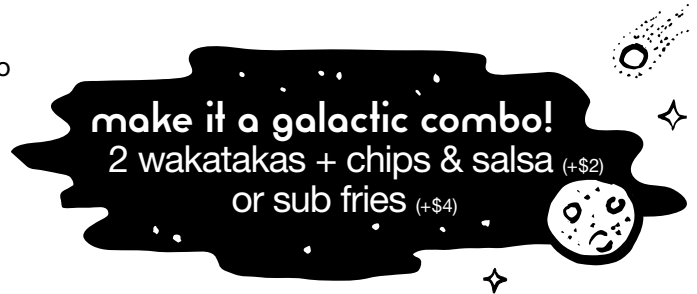 o
make it a galactic combo!
2 wakatakas + chips & salsa (+$2)
or sub fries (+$4)